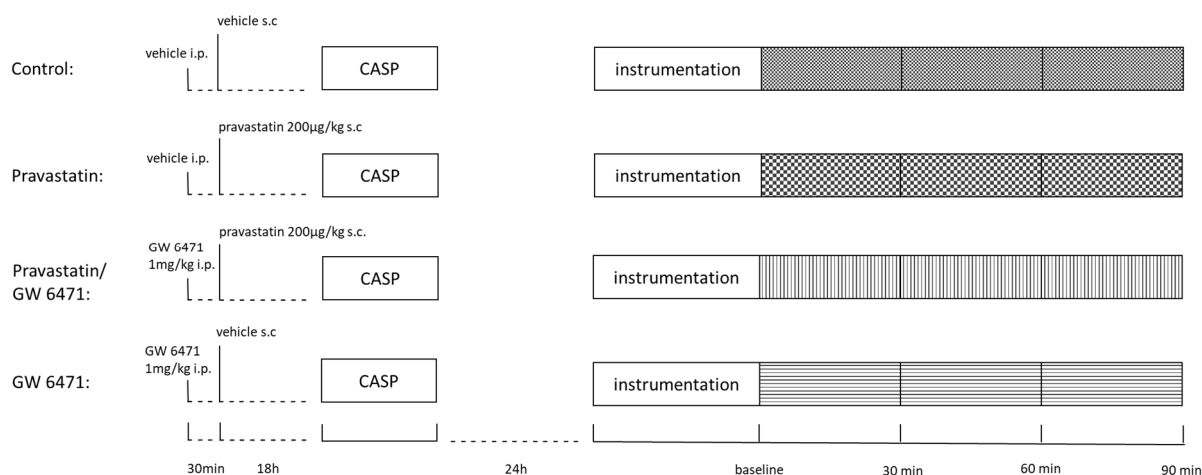 vehicle s.c
vehicle i.p.
Control:
CASP
instrumentation
pravastatin 200µg/kg s.c
vehicle i.p.
Pravastatin:
CASP
instrumentation
pravastatin 200µg/kg s.c.
GW 6471
1mg/kg i.p.
Pravastatin/
GW 6471:
CASP
instrumentation
vehicle s.c
GW 6471
1mg/kg i.p.
GW 6471:
CASP
instrumentation
30min 18h 24h baseline 30 min 60 min 90 min